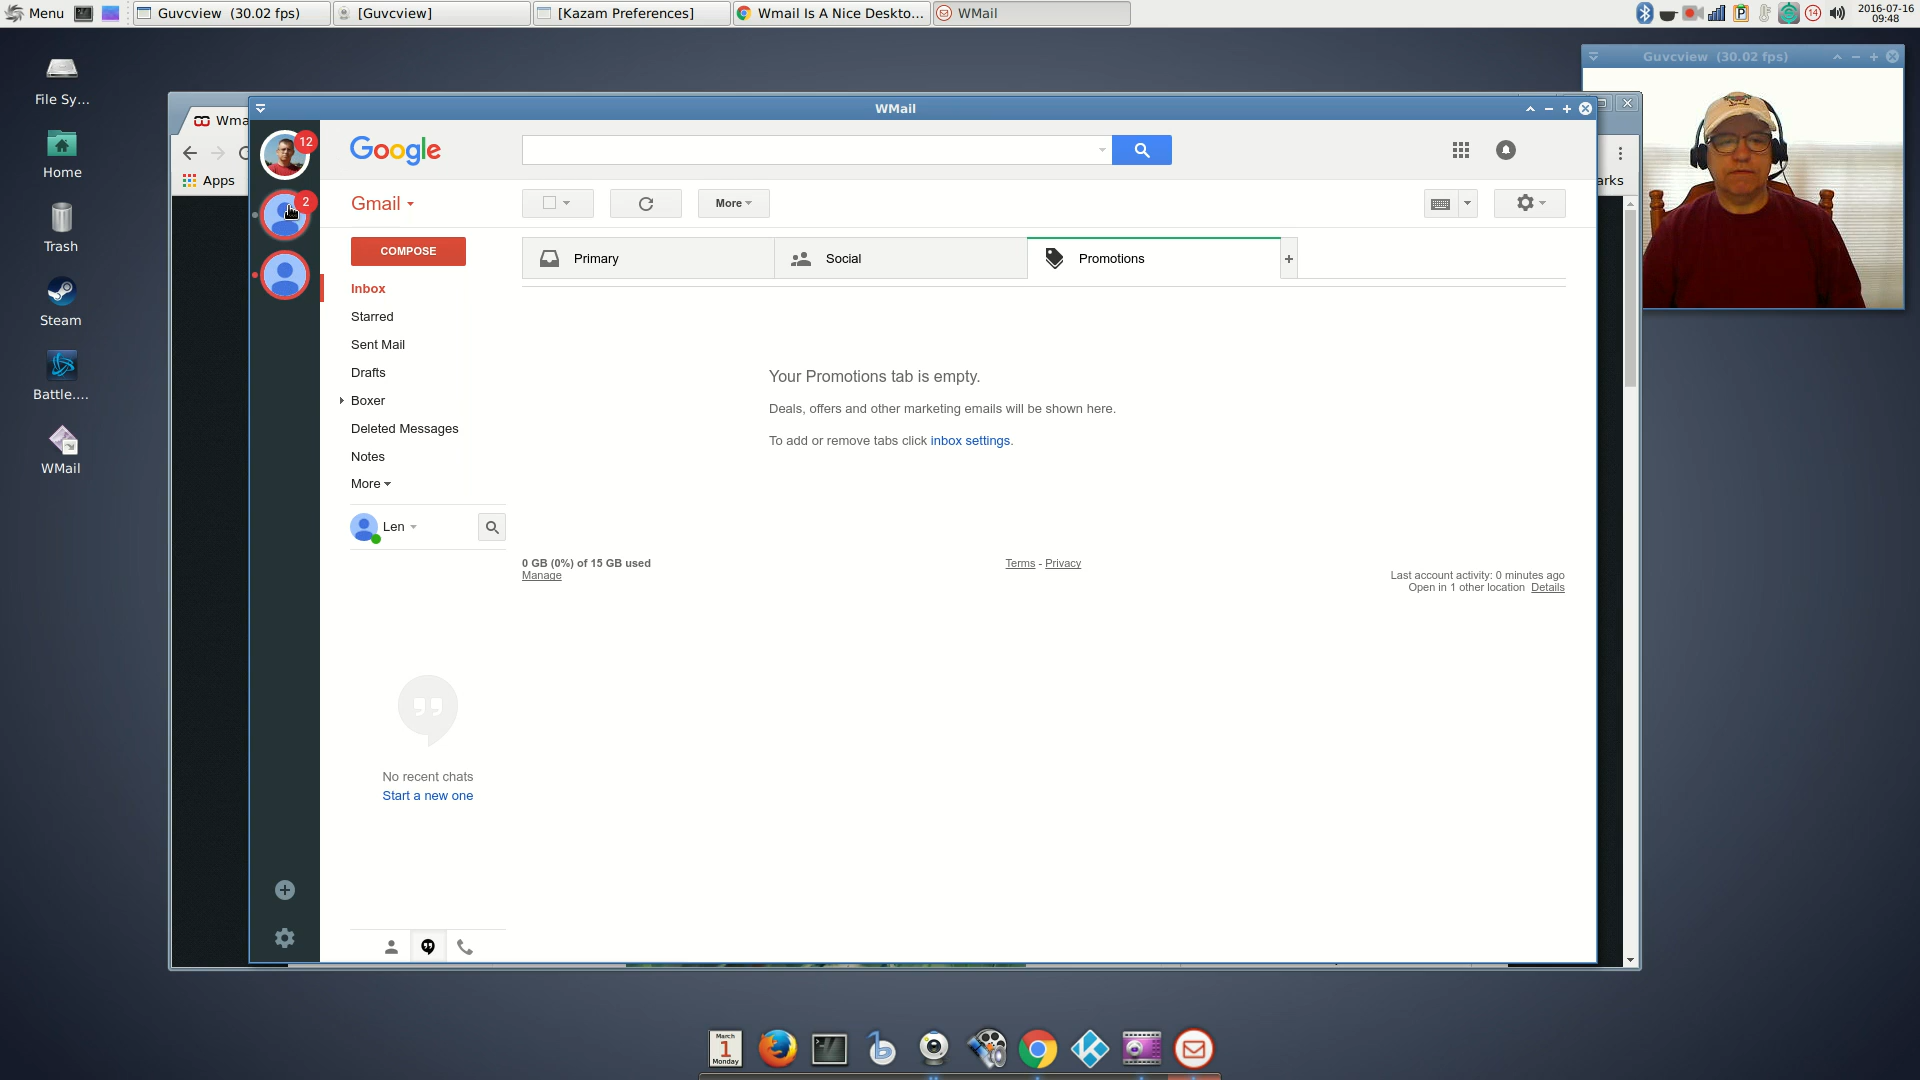 Menu
Guvcview (30.02 fps)
[Guvcview]
[Kazam Preferences]
Wmail Is A Nice Deskto...
WMail
14
2016-07-16
09:48
File Sy...
Home
Trash
Steam
Battle....
WMail
Guvcview (30.02 fps)
Wma
Apps
arks
WMail
12
2
Google
Gmail
More
COMPOSE
Primary
Social
Promotions
+
Inbox
Starred
Sent Mail
Drafts
Boxer
Deleted Messages
Notes
More
Len
Your Promotions tab is empty.
Deals, offers and other marketing emails will be shown here.
To add or remove tabs click inbox settings.
0 GB (0%) of 15 GB used
Manage
Terms - Privacy
Last account activity: 0 minutes ago
Open in 1 other location Details
No recent chats
Start a new one
March
1
Monday